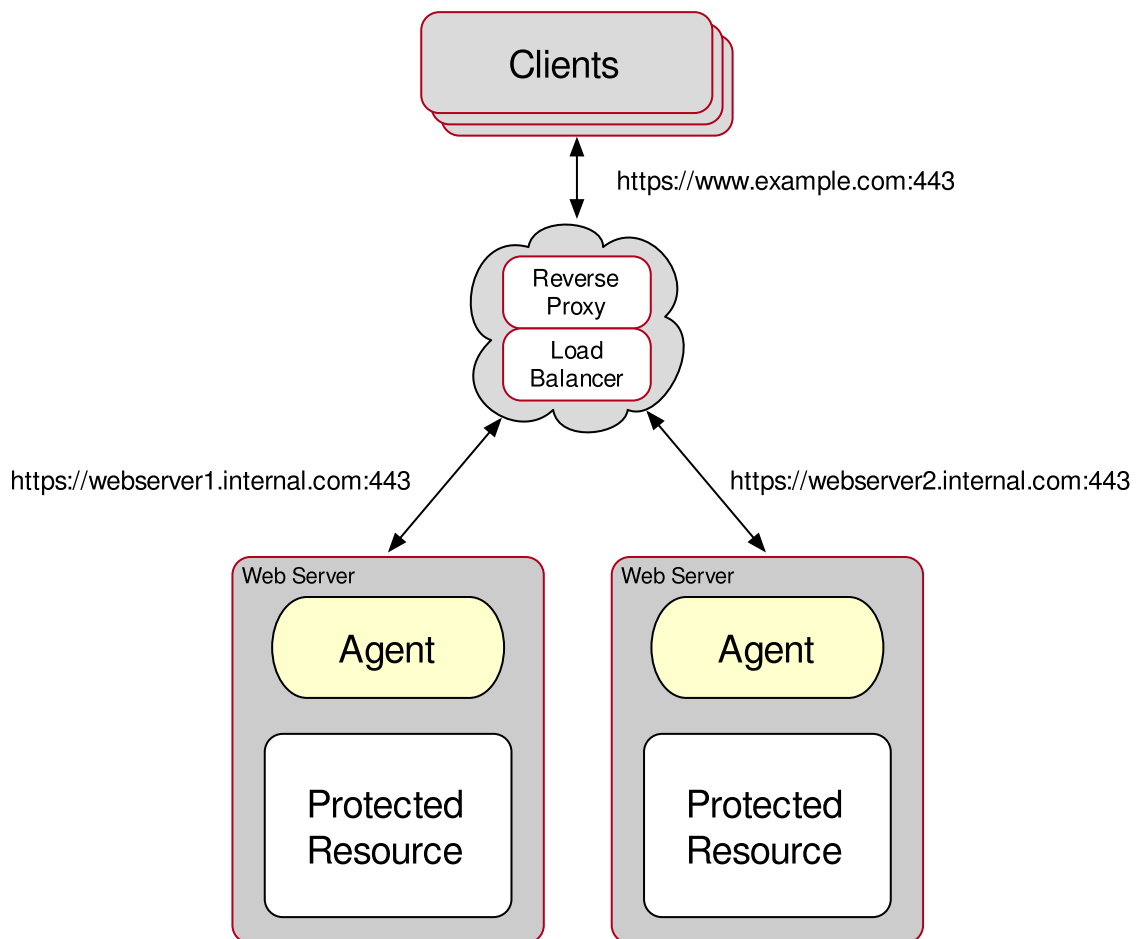 Clients
https://www.example.com:443
Reverse
Proxy
Load
Balancer
https://webserver1.internal.com:443
https://webserver2.internal.com:443
Web Server
Agent
Protected
Resource
Web Server
Agent
Protected
Resource